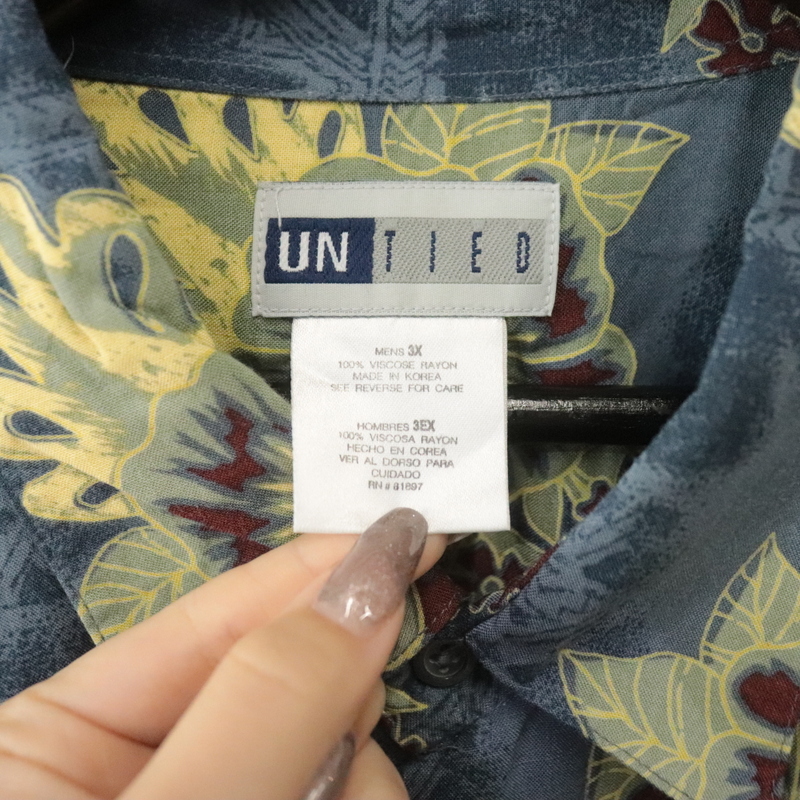 UNTIED
MENS 3X
100% VISCOSE RAYON
MADE IN KOREA
SEE REVERSE FOR CARE
HOMBRES 3EX
100% VISCOSA RAYON
HECHO EN COREA
VER AL DORSO PARA
CUIDADO
RN # 81697